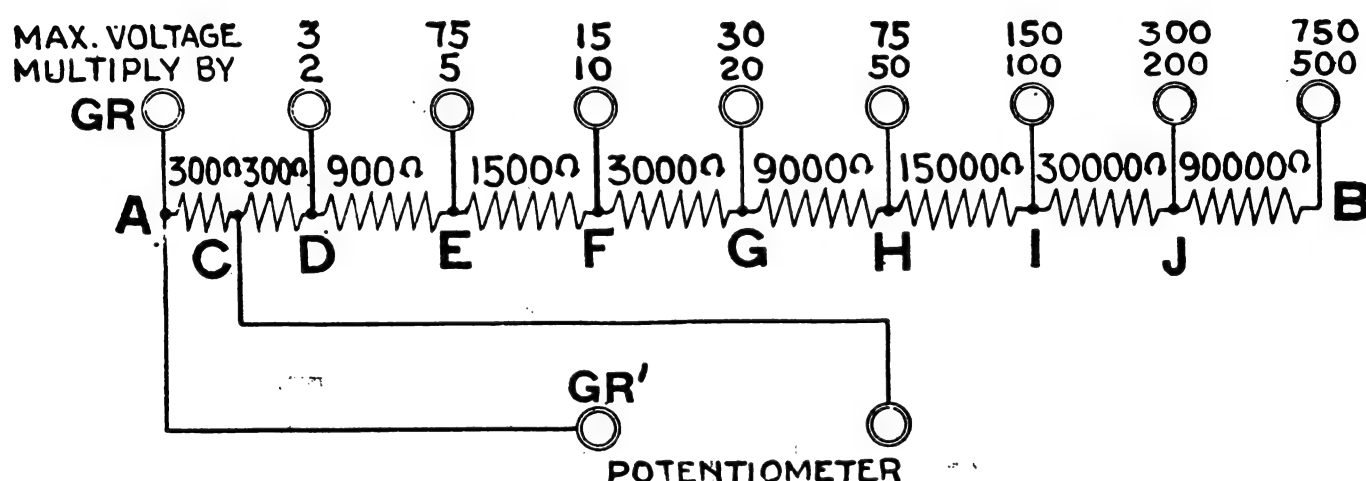 MAX. VOLTAGE 3 75 15 30 75 150 300 750
MULTIPLY BY 2 5 10 20 50 100 200 500
GR
300Ω 300Ω 900Ω 1500Ω 3000Ω 9000Ω 15000Ω 30000Ω 90000Ω
A B
C D E F G H I J
GR'
POTENTIOMETER